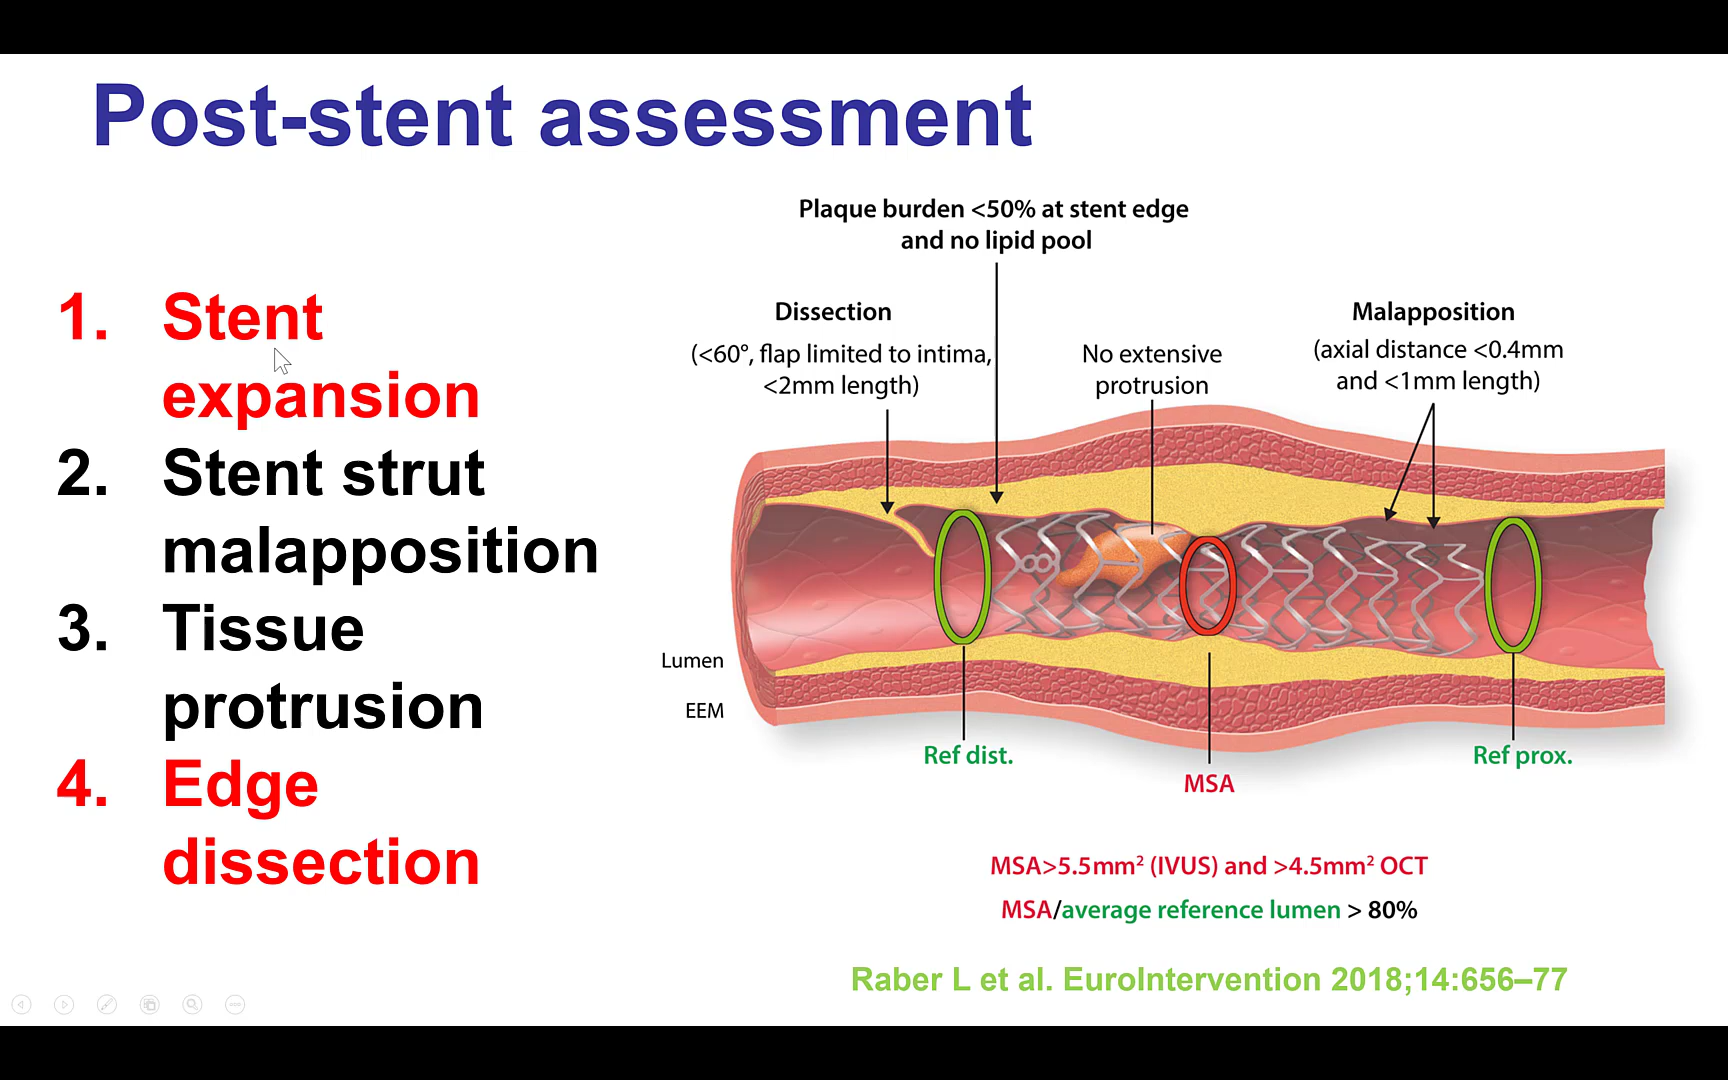 Post-stent assessment
1. Stent
expansion
2. Stent strut
malapposition
3. Tissue
protrusion
4. Edge
dissection
Plaque burden <50% at stent edge
and no lipid pool
Dissection
(<60°, flap limited to intima,
<2mm length)
No extensive
protrusion
Malapposition
(axial distance <0.4mm
and <1mm length)
Lumen
EEM
Ref dist.
MSA
Ref prox.
MSA>5.5mm² (IVUS) and >4.5mm² OCT
MSA/average reference lumen > 80%
Raber L et al. EuroIntervention 2018;14:656–77